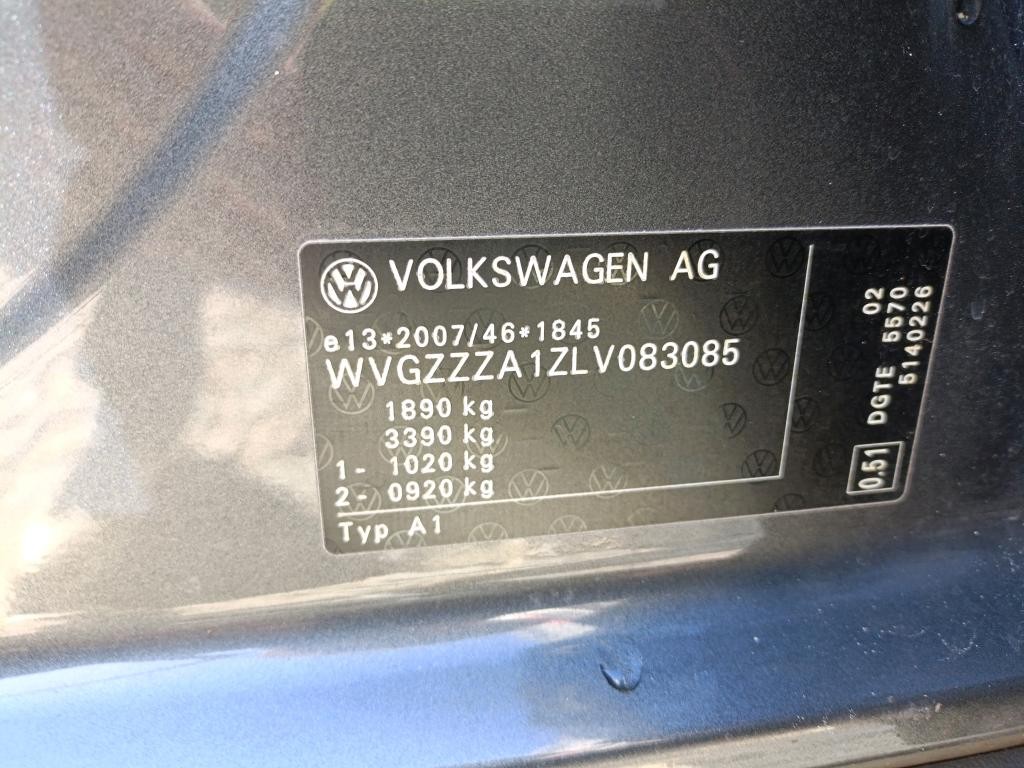 VOLKSWAGEN AG
e13*2007/46*1845
WVGZZZA1ZLV083085
1890 kg
3390 kg
1- 1020 kg
2- 0920 kg
Typ A1
02
DGTE 5570
5140226
0.51